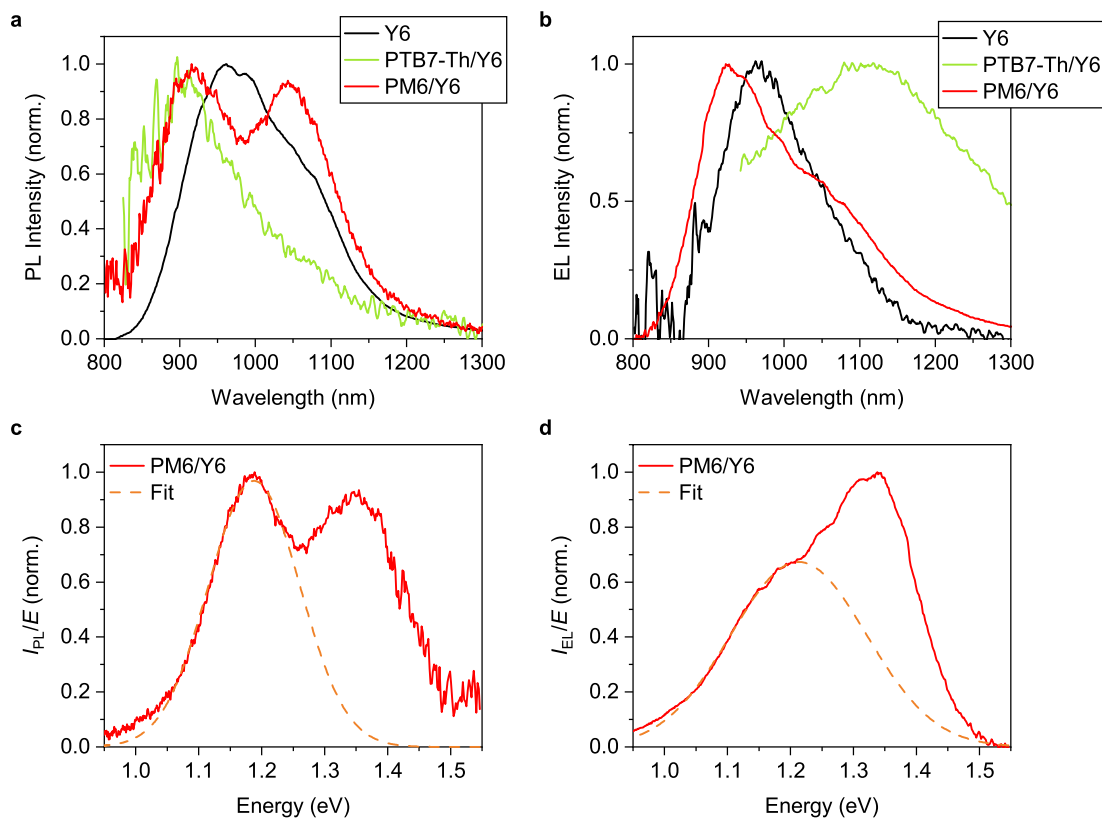 a
Y6
PTB7-Th/Y6
PM6/Y6
PL Intensity (norm.)
1.0
0.8
0.6
0.4
0.2
0.0
800 900 1000 1100 1200 1300
Wavelength (nm)
b
Y6
PTB7-Th/Y6
PM6/Y6
EL Intensity (norm.)
1.0
0.5
0.0
800 900 1000 1100 1200 1300
Wavelength (nm)
c
PM6/Y6
Fit
I_PL/E (norm.)
1.0
0.8
0.6
0.4
0.2
0.0
1.0 1.1 1.2 1.3 1.4 1.5
Energy (eV)
d
PM6/Y6
Fit
I_EL/E (norm.)
1.0
0.8
0.6
0.4
0.2
0.0
1.0 1.1 1.2 1.3 1.4 1.5
Energy (eV)